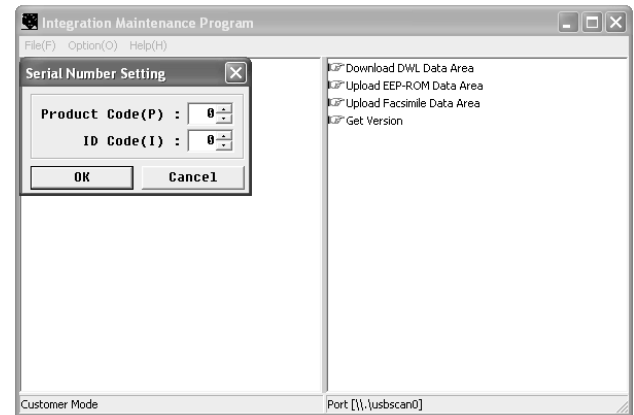 Integration Maintenance Program
File(F) Option(O) Help(H)
Serial Number Setting
Product Code(P) : 0
ID Code(I) : 0
OK Cancel
Download DWL Data Area
Upload EEP-ROM Data Area
Upload Facsimile Data Area
Get Version
Customer Mode
Port [\\.\usbscan0]